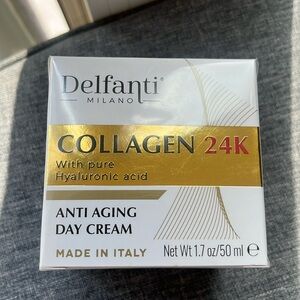 Delfanti®
MILANO
COLLAGEN 24K
With pure
Hyaluronic acid
ANTI AGING
DAY CREAM
MADE IN ITALY Net Wt 1.7 oz/50 ml ℮